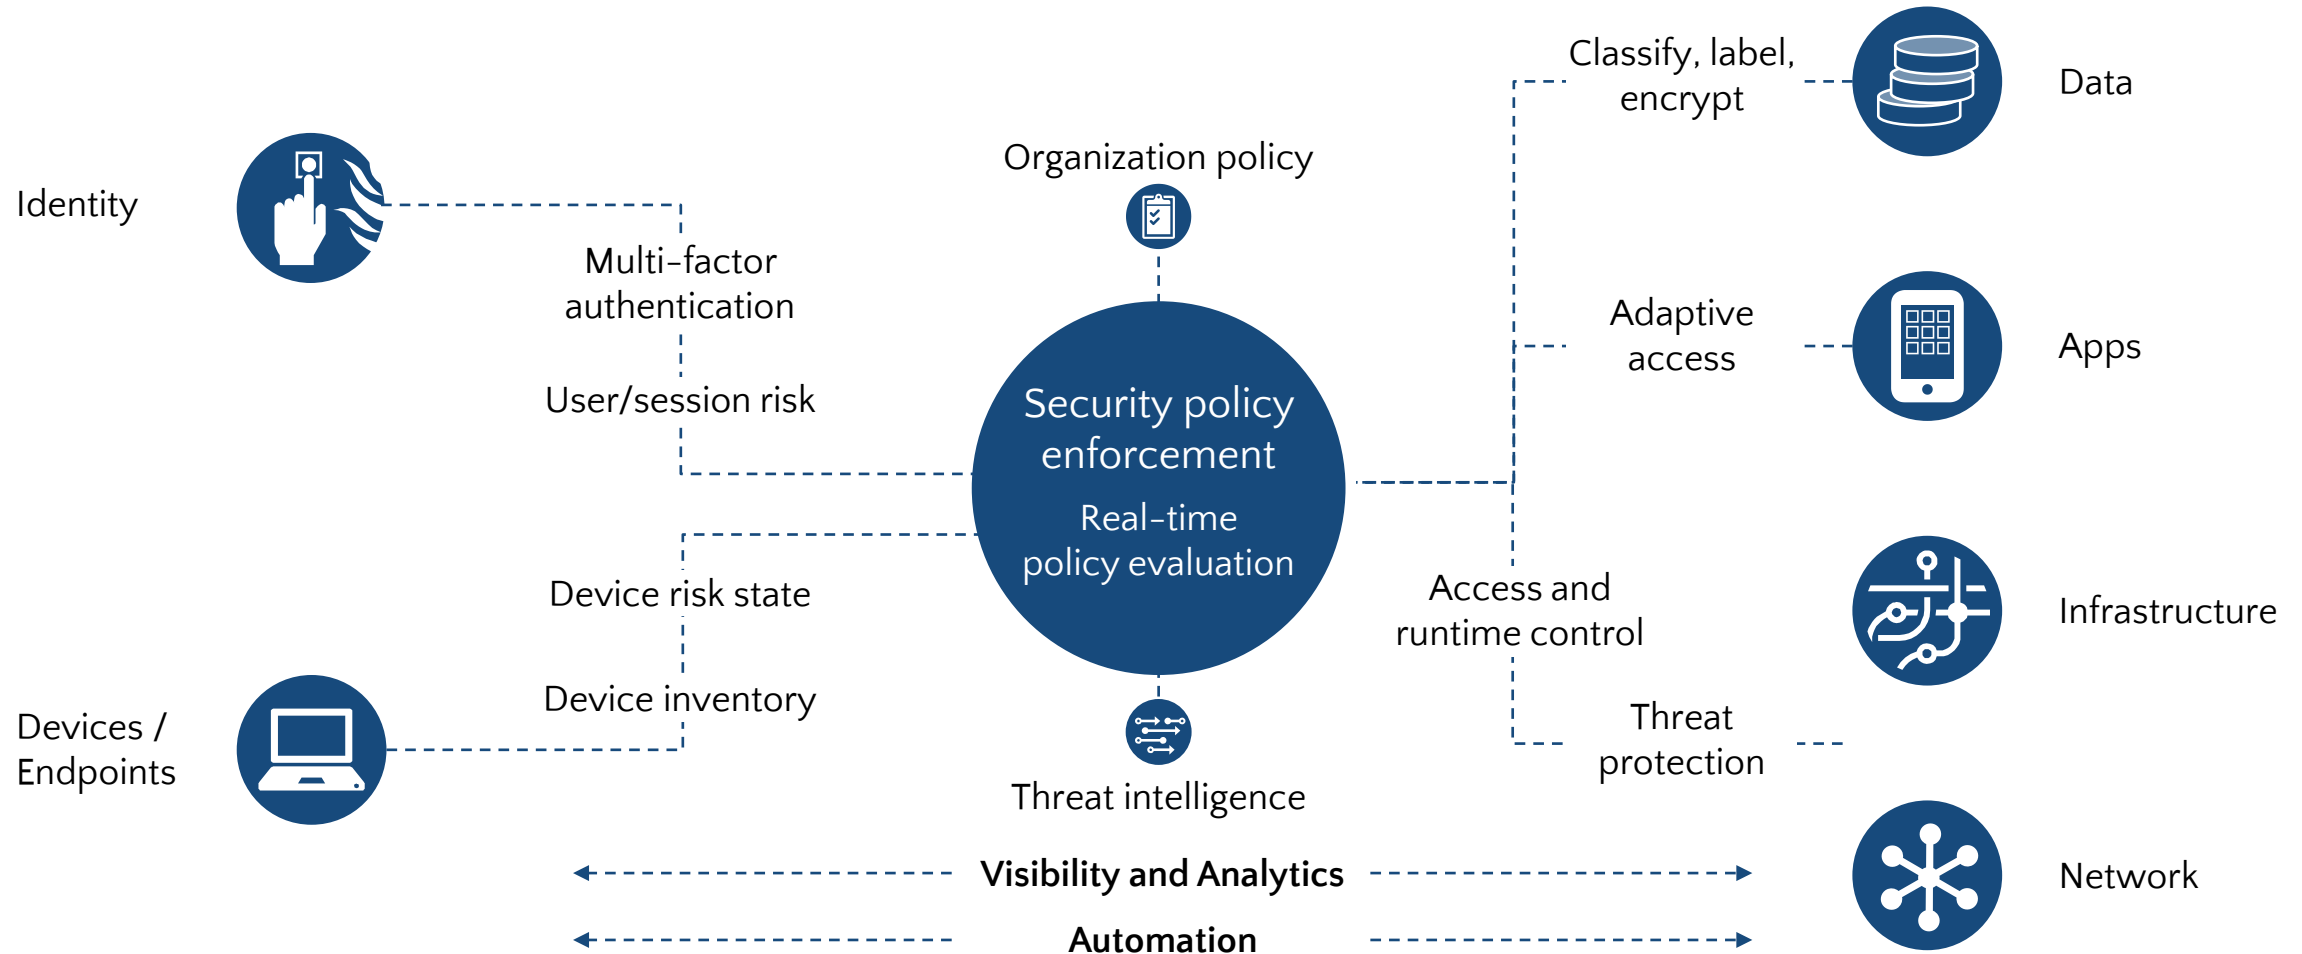 Identity
Multi-factor
authentication
User/session risk
Device risk state
Device inventory
Devices /
Endpoints
Organization policy
Security policy
enforcement
Real-time
policy evaluation
Threat intelligence
Classify, label,
encrypt
Data
Adaptive
access
Apps
Access and
runtime control
Infrastructure
Threat
protection
Network
Visibility and Analytics
Automation